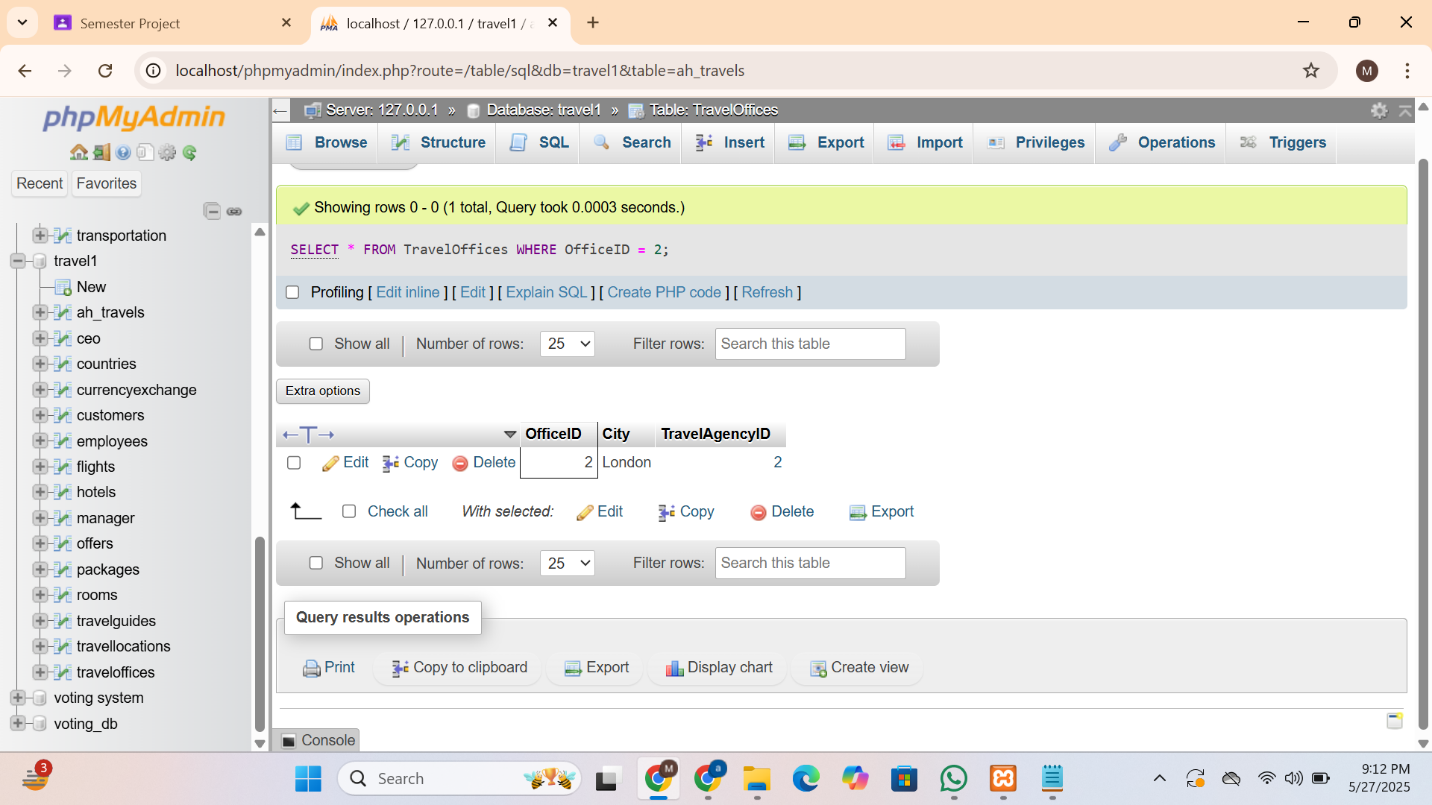 Semester Project
PMA localhost / 127.0.0.1 / travel1 / a
localhost/phpmyadmin/index.php?route=/table/sql&db=travel1&table=ah_travels
M
phpMyAdmin
Recent Favorites
transportation
travel1
New
ah_travels
ceo
countries
currencyexchange
customers
employees
flights
hotels
manager
offers
packages
rooms
travelguides
travellocations
traveloffices
voting system
voting_db
Server: 127.0.0.1 » Database: travel1 » Table: TravelOffices
Browse Structure SQL Search Insert Export Import Privileges Operations Triggers
Showing rows 0 - 0 (1 total, Query took 0.0003 seconds.)
SELECT * FROM TravelOffices WHERE OfficeID = 2;
Profiling [ Edit inline ] [ Edit ] [ Explain SQL ] [ Create PHP code ] [ Refresh ]
Show all Number of rows: 25 Filter rows: Search this table
Extra options
←T→ OfficeID City TravelAgencyID
Edit Copy Delete 2 London 2
Check all With selected: Edit Copy Delete Export
Show all Number of rows: 25 Filter rows: Search this table
Query results operations
Print Copy to clipboard Export Display chart Create view
Console
3
Search
M
a
9:12 PM
5/27/2025